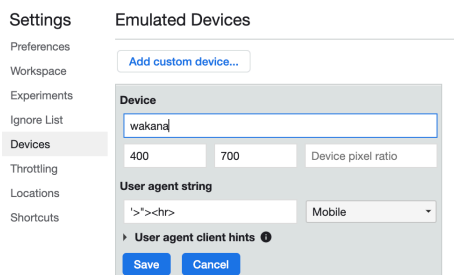 Settings
Preferences
Workspace
Experiments
Ignore List
Devices
Throttling
Locations
Shortcuts
Emulated Devices
Add custom device...
Device
wakana
400 700 Device pixel ratio
User agent string
'>"><hr> Mobile
User agent client hints
Save Cancel